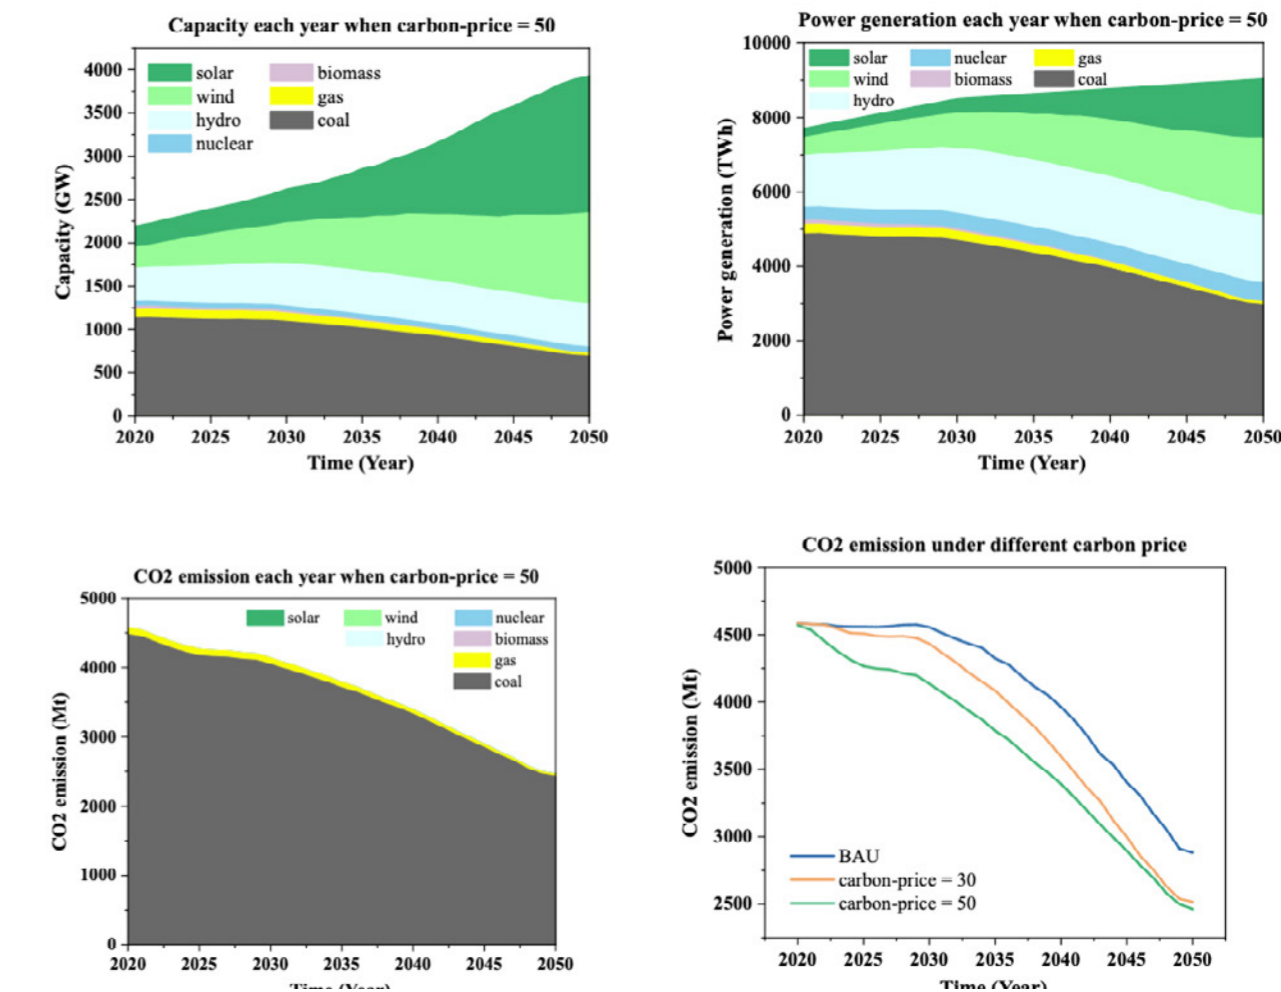 Capacity each year when carbon-price = 50
4000
3500
3000
2500
2000
1500
1000
500
0
Capacity (GW)
solar
wind
hydro
nuclear
biomass
gas
coal
2020 2025 2030 2035 2040 2045 2050
Time (Year)
Power generation each year when carbon-price = 50
10000
8000
6000
4000
2000
0
Power generation (TWh)
solar
wind
hydro
nuclear
biomass
gas
coal
2020 2025 2030 2035 2040 2045 2050
Time (Year)
CO2 emission each year when carbon-price = 50
5000
4000
3000
2000
1000
0
CO2 emission (Mt)
solar
wind
hydro
nuclear
biomass
gas
coal
2020 2025 2030 2035 2040 2045 2050
Time (Year)
CO2 emission under different carbon price
5000
4500
4000
3500
3000
2500
CO2 emission (Mt)
BAU
carbon-price = 30
carbon-price = 50
2020 2025 2030 2035 2040 2045 2050
Time (Year)